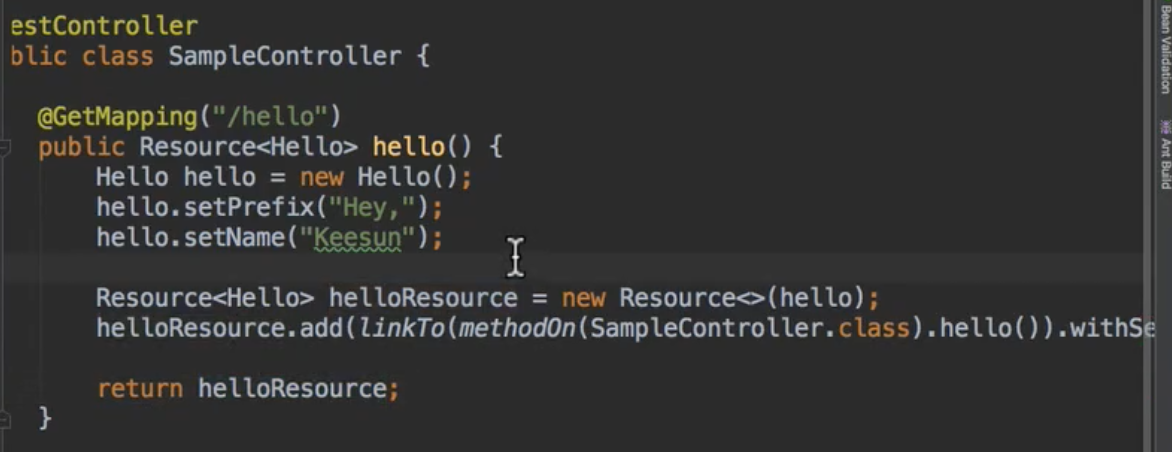 estController
blic class SampleController {
@GetMapping("/hello")
public Resource<Hello> hello() {
Hello hello = new Hello();
hello.setPrefix("Hey,");
hello.setName("Keesun");
Resource<Hello> helloResource = new Resource<>(hello);
helloResource.add(linkTo(methodOn(SampleController.class).hello()).withSe
return helloResource;
}
Bean Validation
Ant Build